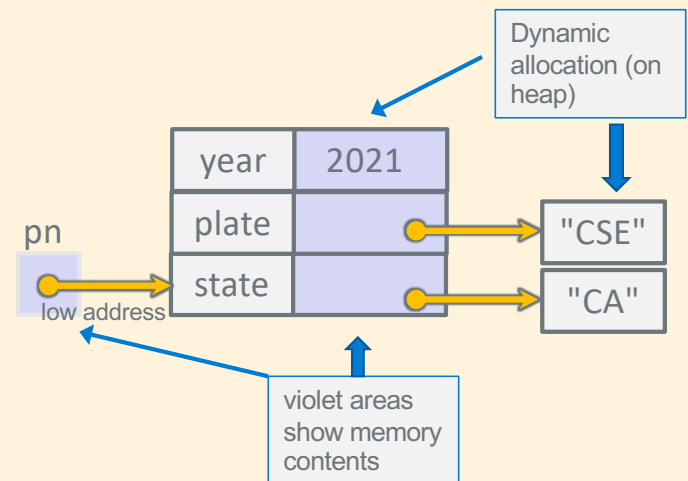 Dynamic
allocation (on
heap)
year 2021
plate "CSE"
pn
state "CA"
low address
violet areas
show memory
contents